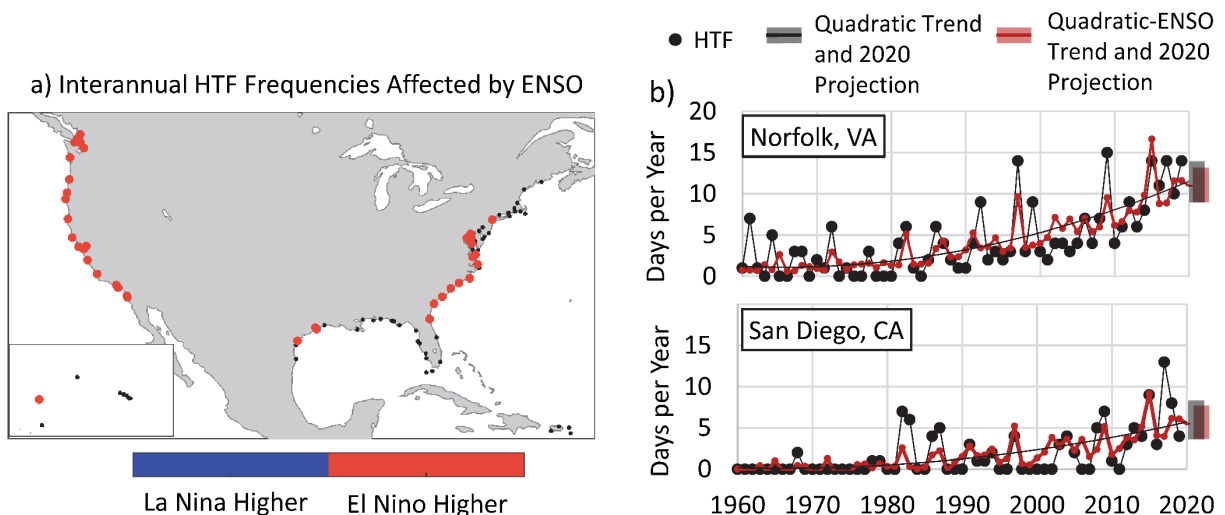 HTF
Quadratic Trend
and 2020
Projection
Quadratic-ENSO
Trend and 2020
Projection
a) Interannual HTF Frequencies Affected by ENSO
La Nina Higher
El Nino Higher
b)
Days per Year
20
15
10
5
0
Norfolk, VA
Days per Year
15
10
5
0
San Diego, CA
1960 1970 1980 1990 2000 2010 2020